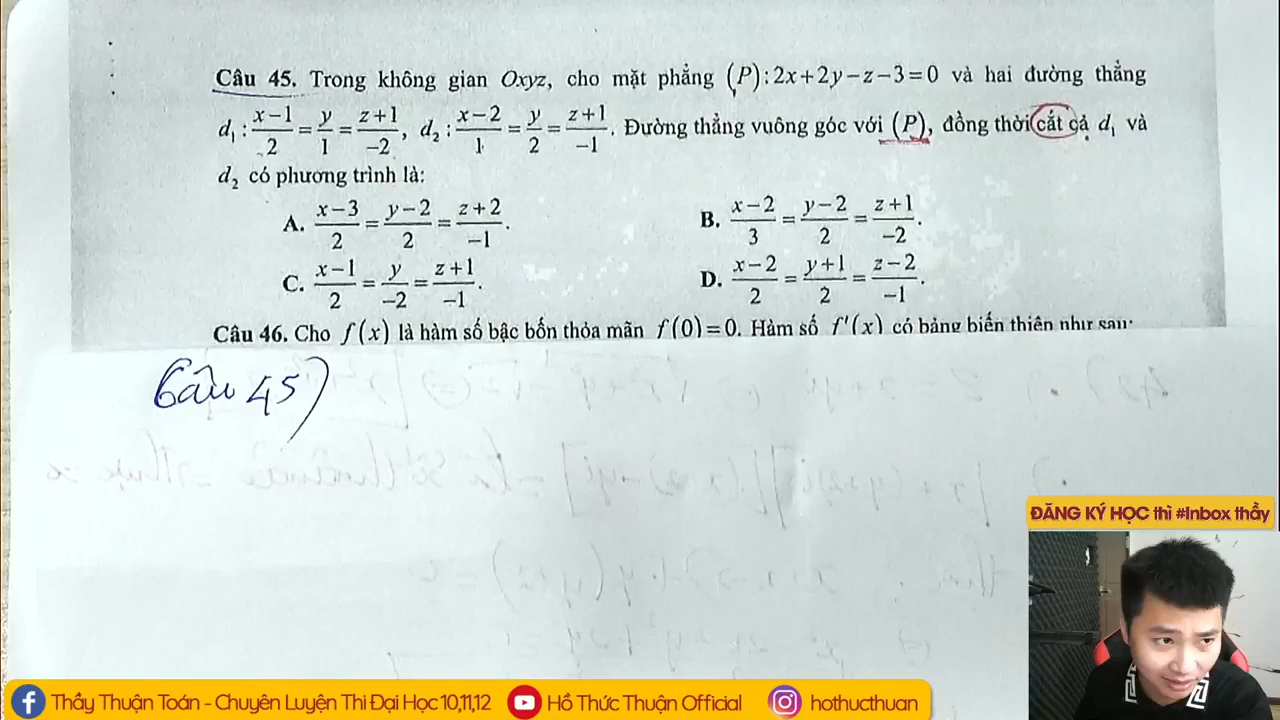 Câu 45. Trong không gian Oxyz, cho mặt phẳng (P): 2x+2y−z−3=0 và hai đường thẳng
d₁: (x−1)/2 = y/1 = (z+1)/−2, d₂: (x−2)/1 = y/2 = (z+1)/−1. Đường thẳng vuông góc với (P), đồng thời cắt cả d₁ và
d₂ có phương trình là:
A. (x−3)/2 = (y−2)/2 = (z+2)/−1.
B. (x−2)/3 = (y−2)/2 = (z+1)/−2.
C. (x−1)/2 = y/−2 = (z+1)/−1.
D. (x−2)/2 = (y+1)/2 = (z−2)/−1.
Câu 46. Cho f(x) là hàm số bậc bốn thỏa mãn f(0)=0. Hàm số f'(x) có bảng biến thiên như sau:
Câu 45)
ĐĂNG KÝ HỌC thì #Inbox thầy
Thầy Thuận Toán - Chuyên Luyện Thi Đại Học 10,11,12
Hồ Thức Thuận Official
hothucthuan